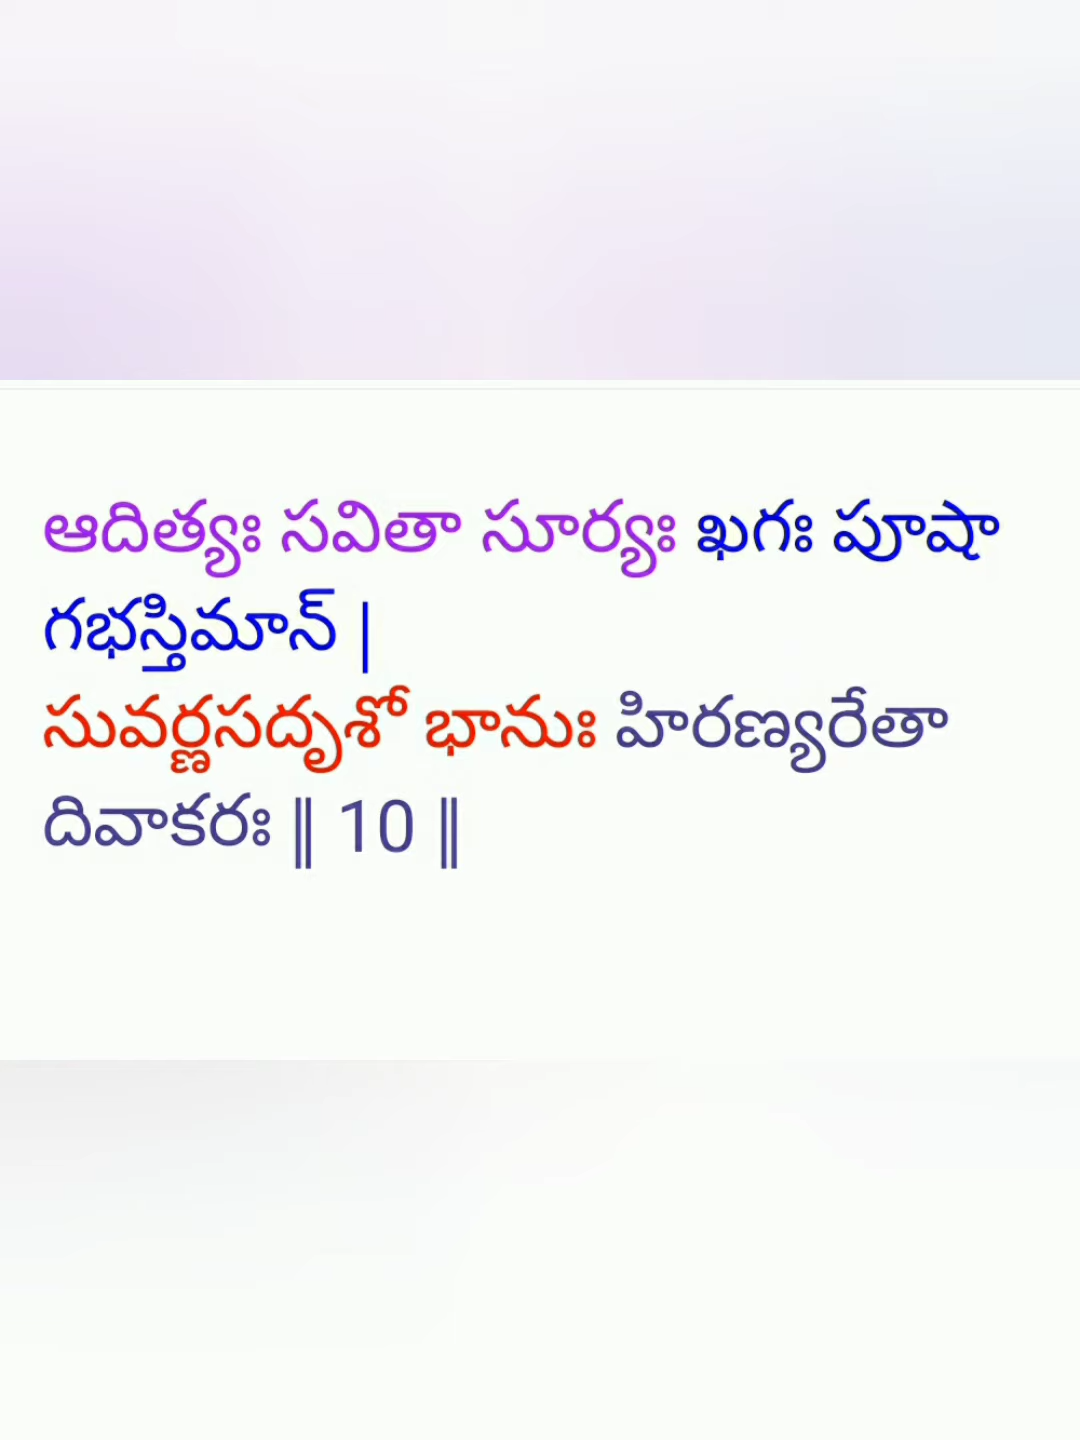 ఆదిత్యః సవితా సూర్యః ఖగః పూషా
గభస్తిమాన్ |
సువర్ణసదృశో భానుః హిరణ్యరేతా
దివాకరః || 10 ||